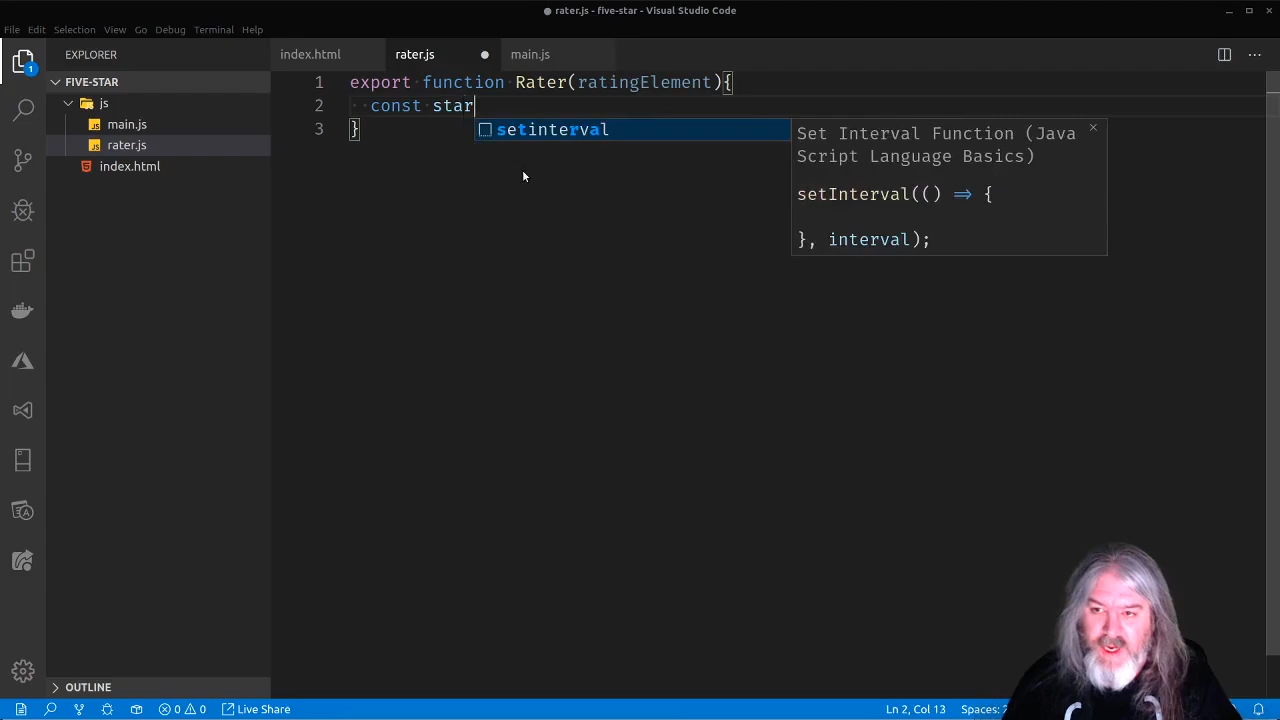 rater.js - five-star - Visual Studio Code
File Edit Selection View Go Debug Terminal Help
EXPLORER
index.html
rater.js
main.js
FIVE-STAR
js
JS main.js
JS rater.js
index.html
OUTLINE
1
1 export function Rater(ratingElement){
2 const star
3 }
setinterval
Set Interval Function (Java
Script Language Basics)
setInterval(() => {
}, interval);
0 0
Live Share
Ln 2, Col 13